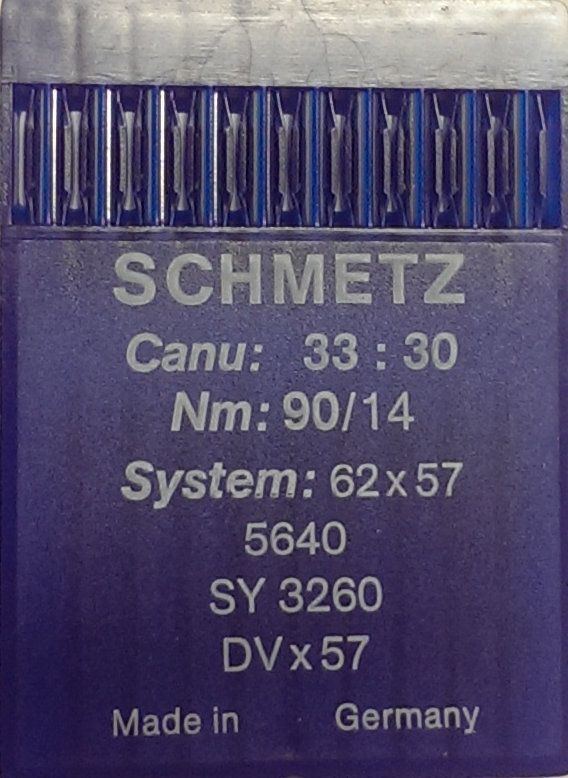 SCHMETZ
Canu: 33 : 30
Nm: 90/14
System: 62 x 57
5640
SY 3260
DV x 57
Made in Germany